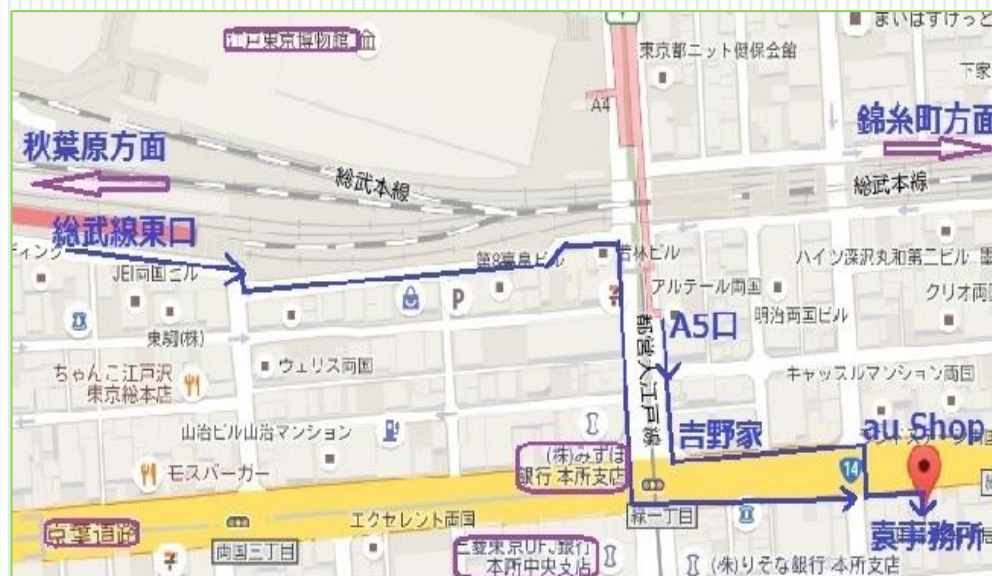 江戸東京博物館
まいばすけっと
東京都ニット健保会館
下家
A4
錦糸町方面
秋葉原方面
総武本線
総武本線
総武線東口
ディング
JEI両国ビル
若林ビル
ハイツ深沢丸和第二ビル
アルテール両国
クリオ両国
P
A5口
明治両国ビル
東駒(株)
都営大江戸線
ウェリス両国
ちゃんこ江戸沢
東京総本店
キャッスルマンション両国
山治ビル山治マンション
吉野家
au Shop
(株)みずほ
銀行 本所支店
モスバーガー
14
京葉道路
エクセレント両国
緑一丁目
両国三丁目
三菱東京UFJ銀行
本所中央支店
袁事務所
(株)りそな銀行 本所支店